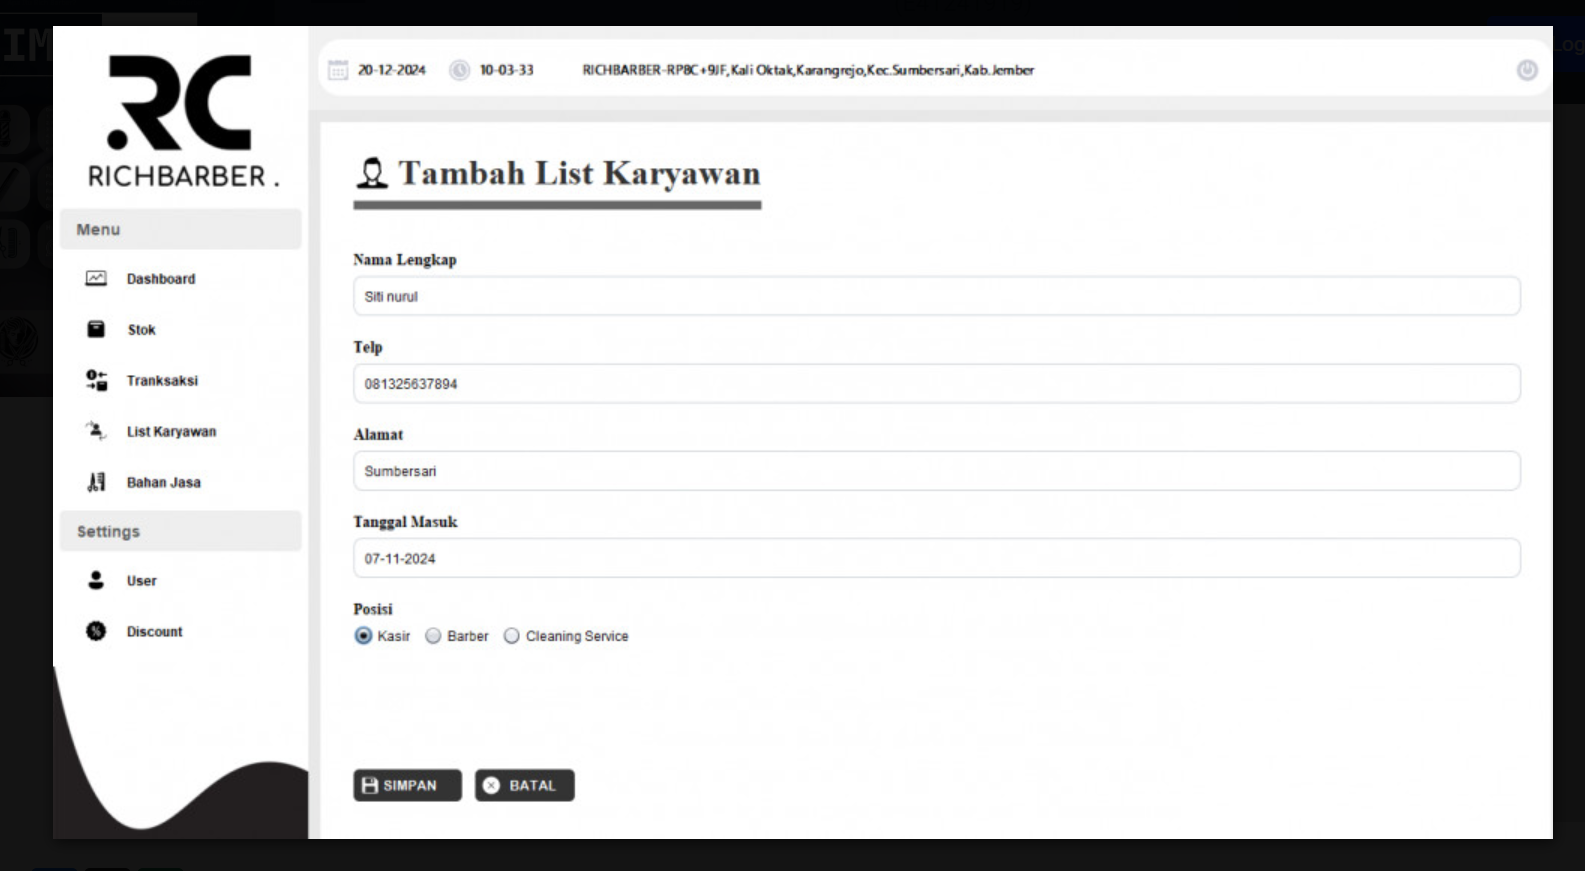 RC
RICHBARBER .
Menu
Dashboard
Stok
Tranksaksi
List Karyawan
Bahan Jasa
Settings
User
Discount
20-12-2024 10-03-33 RICHBARBER-RP8C+9JF,Kali Oktak,Karangrejo,Kec.Sumbersari,Kab.Jember
Tambah List Karyawan
Nama Lengkap
Siti nurul
Telp
081325637894
Alamat
Sumbersari
Tanggal Masuk
07-11-2024
Posisi
Kasir Barber Cleaning Service
SIMPAN BATAL